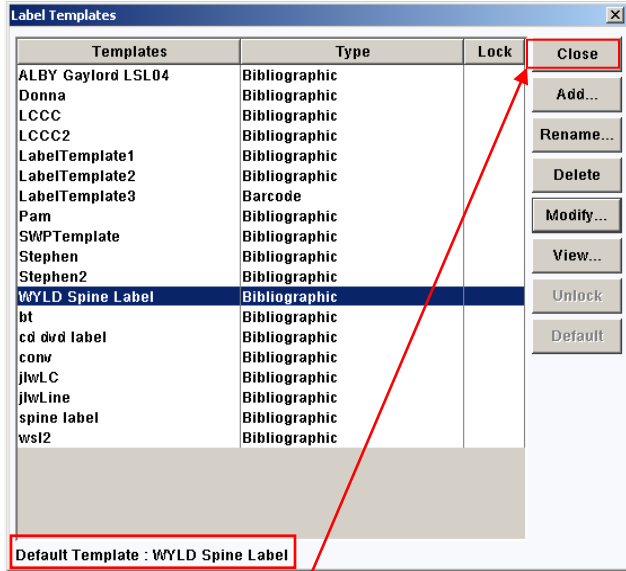 Label Templates
Templates Type Lock
ALBY Gaylord LSL04 Bibliographic
Donna Bibliographic
LCCC Bibliographic
LCCC2 Bibliographic
LabelTemplate1 Bibliographic
LabelTemplate2 Bibliographic
LabelTemplate3 Barcode
Pam Bibliographic
SWPTemplate Bibliographic
Stephen Bibliographic
Stephen2 Bibliographic
WYLD Spine Label Bibliographic
bt Bibliographic
cd dvd label Bibliographic
conv Bibliographic
jlwLC Bibliographic
jlwLine Bibliographic
spine label Bibliographic
wsl2 Bibliographic
Close
Add...
Rename...
Delete
Modify...
View...
Unlock
Default
Default Template : WYLD Spine Label